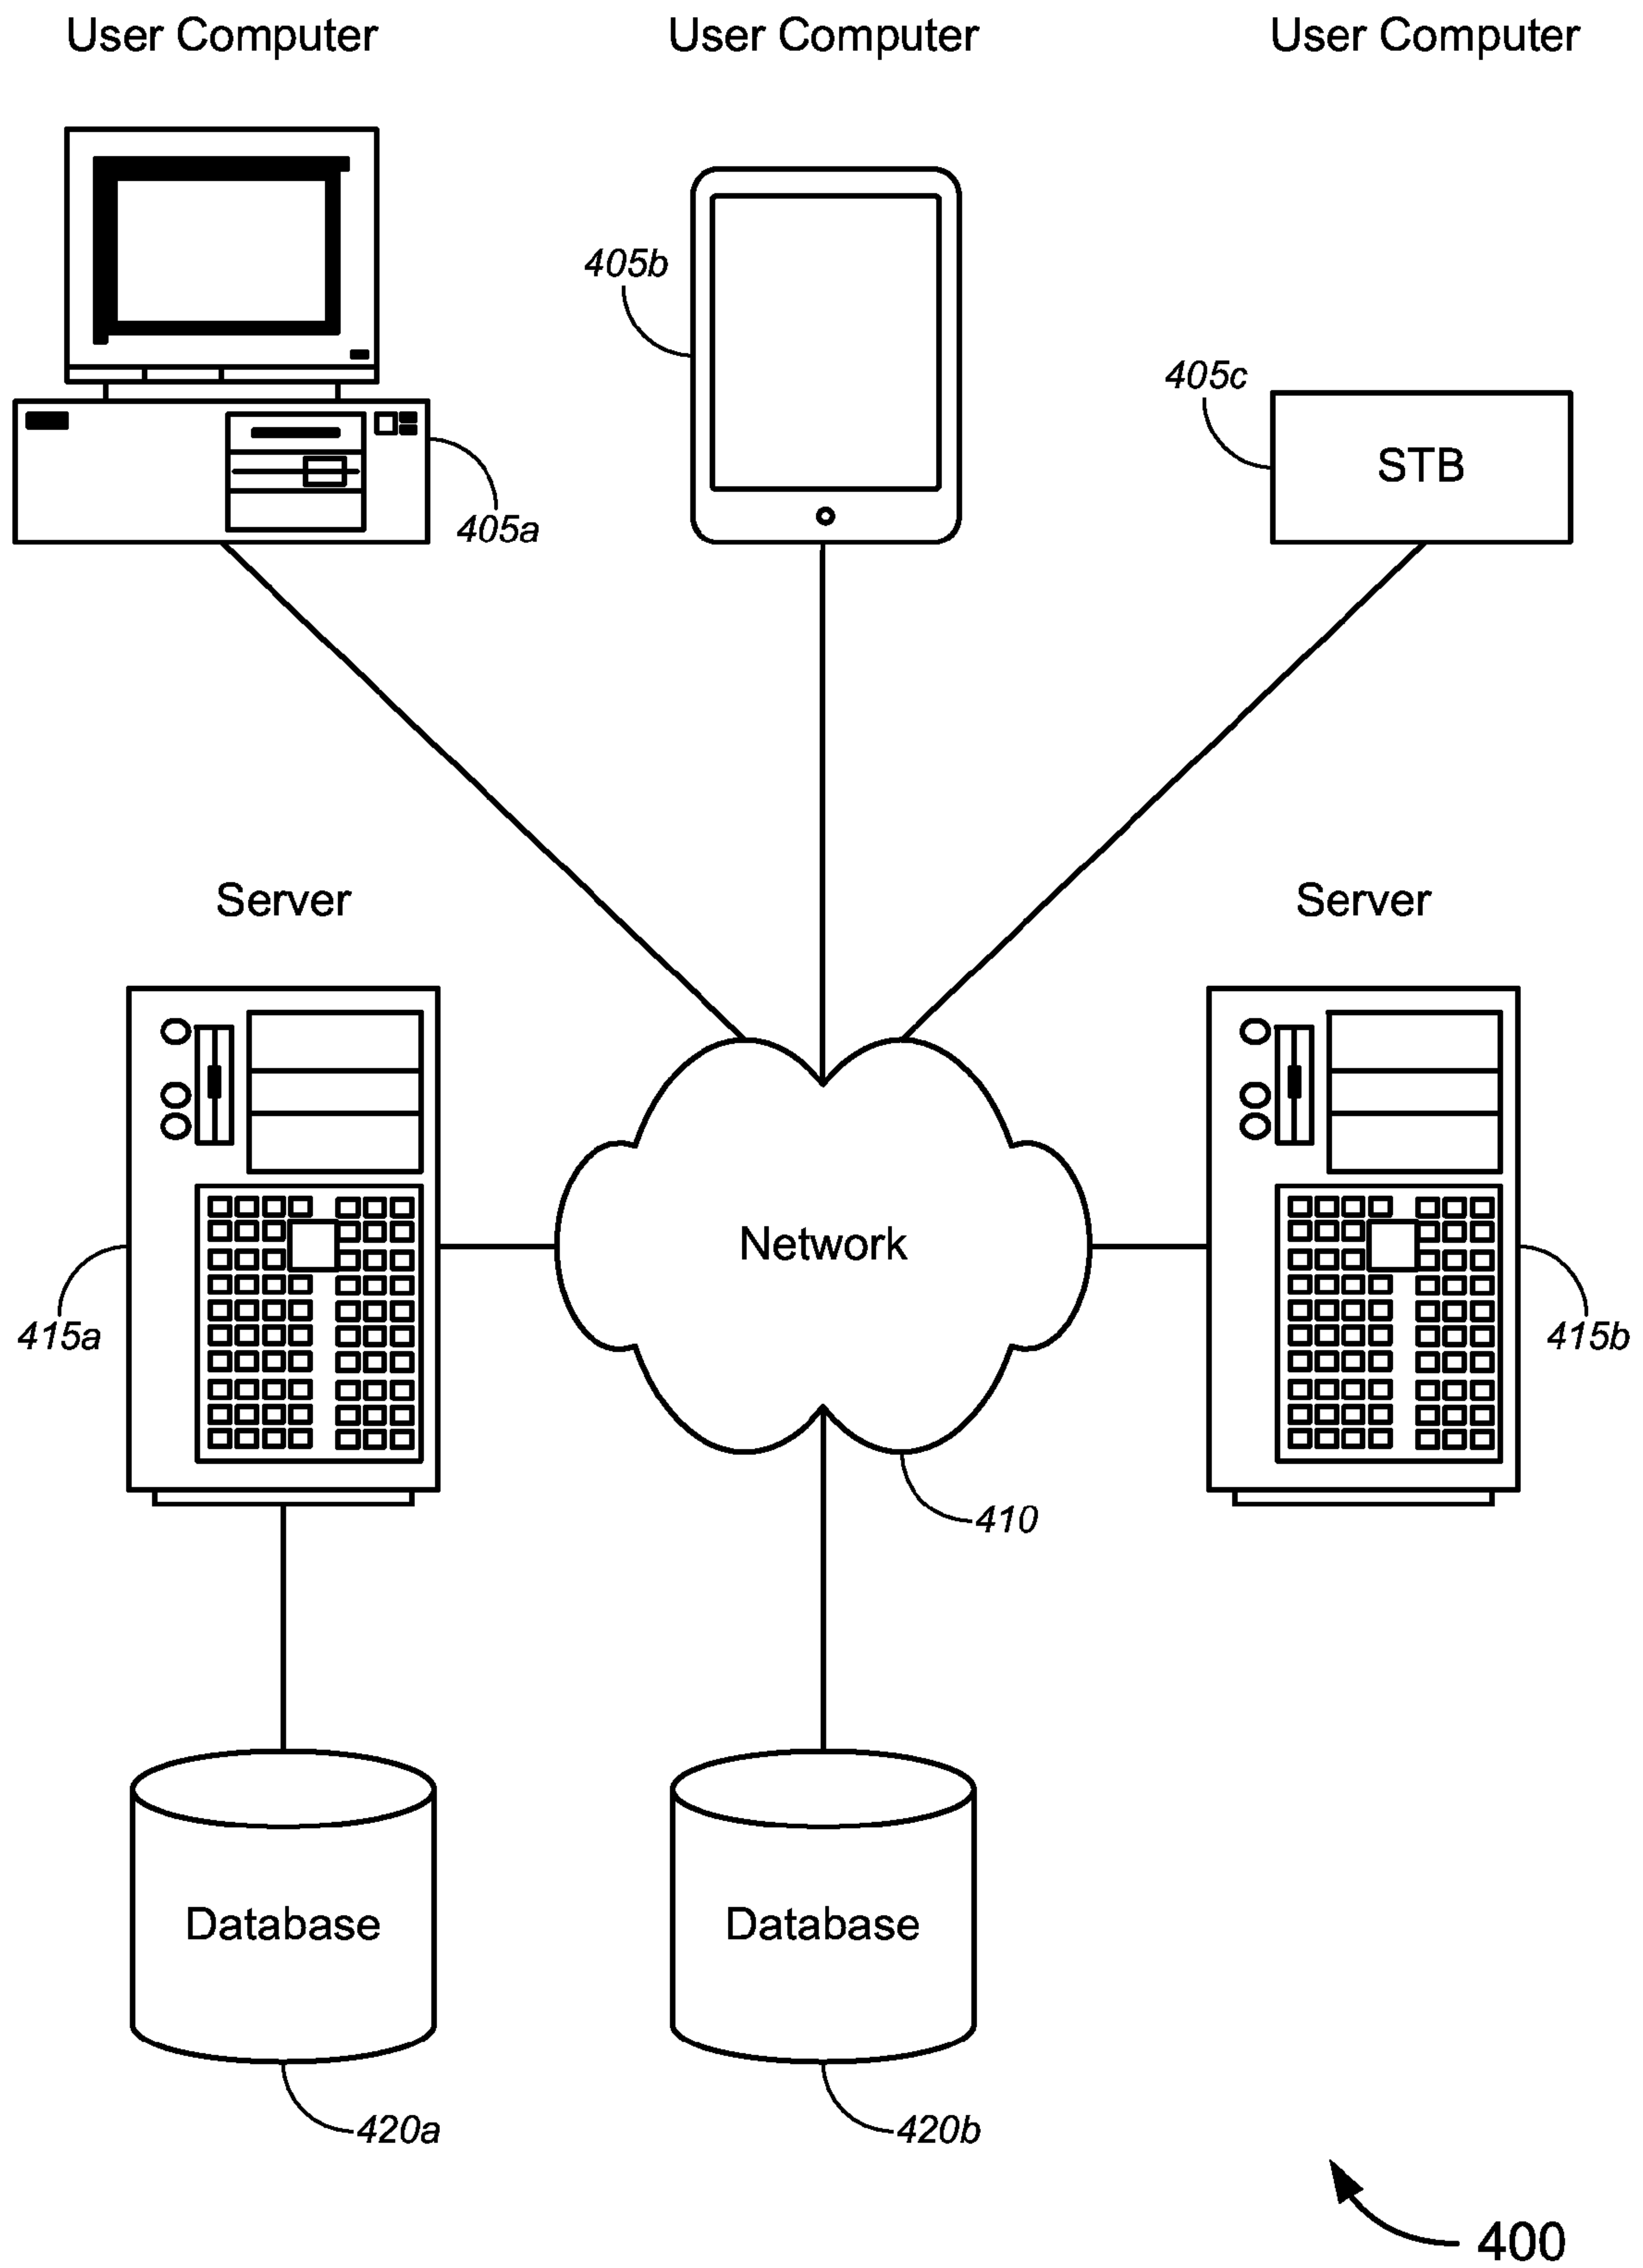 User Computer
User Computer
User Computer
405b
405c
STB
405a
Server
Server
Network
415a
415b
410
Database
Database
420a
420b
400